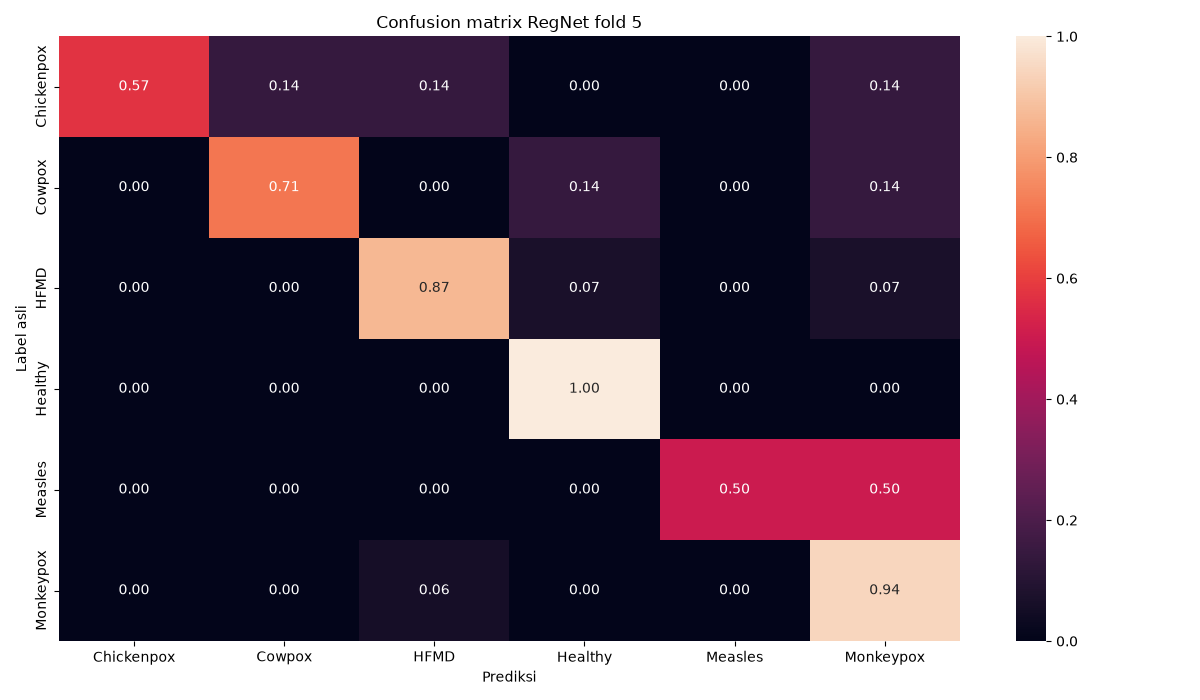 Confusion matrix RegNet fold 5
Label asli
Chickenpox 0.57 0.14 0.14 0.00 0.00 0.14
Cowpox 0.00 0.71 0.00 0.14 0.00 0.14
HFMD 0.00 0.00 0.87 0.07 0.00 0.07
Healthy 0.00 0.00 0.00 1.00 0.00 0.00
Measles 0.00 0.00 0.00 0.00 0.50 0.50
Monkeypox 0.00 0.00 0.06 0.00 0.00 0.94
Chickenpox Cowpox HFMD Healthy Measles Monkeypox
Prediksi
1.0
0.8
0.6
0.4
0.2
0.0